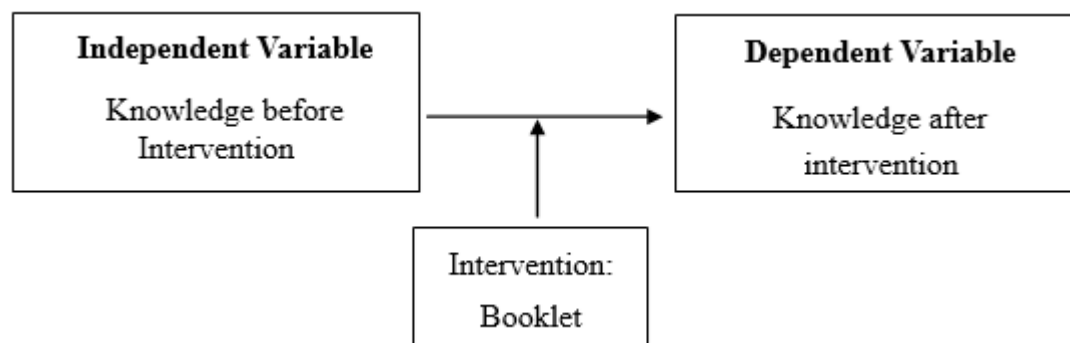 Independent Variable
Knowledge before
Intervention
Dependent Variable
Knowledge after
intervention
Intervention:
Booklet